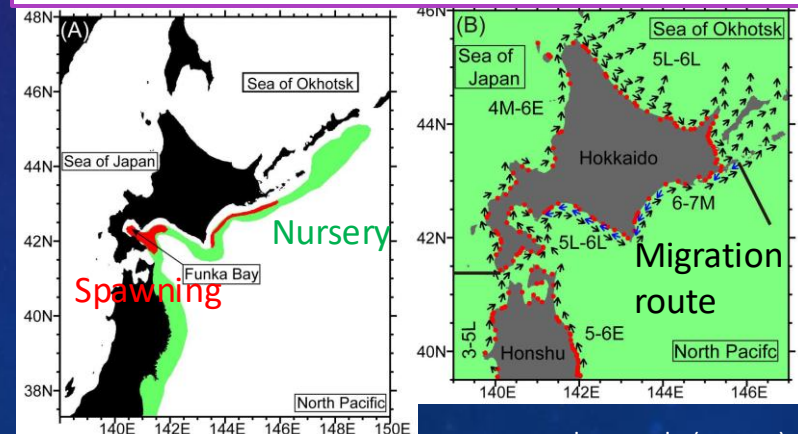 (A)
48N
46N
44N
42N
40N
38N
Sea of Okhotsk
Sea of Japan
Nursery
Funka Bay
Spawning
North Pacific
140E 142E 144E 146E 148E 150E
(B)
46N
44N
42N
40N
Sea of
Japan
Sea of Okhotsk
5L-6L
4M-6E
Hokkaido
6-7M
5L-6L
Migration
route
3-5L
5-6E
Honshu
North Pacifc
140E 142E 144E 146E